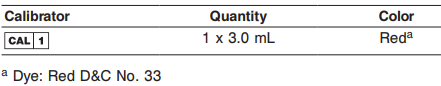 Calibrator Quantity Color
CAL 1 1 x 3.0 mL Redᵃ
ᵃ Dye: Red D&C No. 33